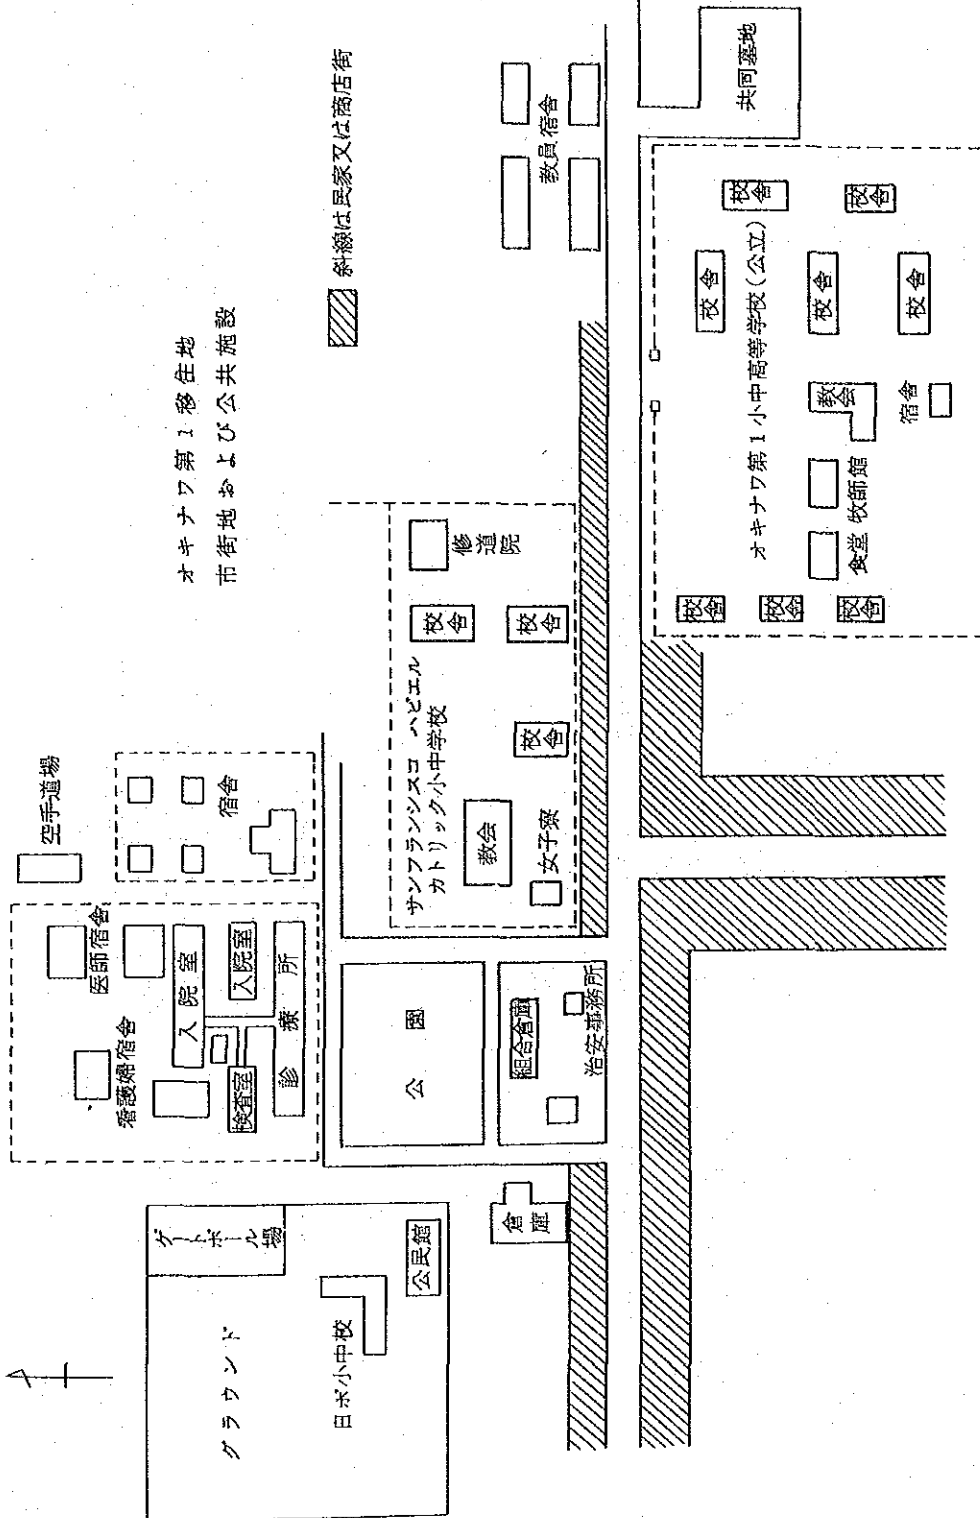 オキナワ第1移住地
市街地および公共施設
斜線は民家又は商店街
グラウンド
ゲートボール場
日ボ小中校
公民館
倉庫
看護婦宿舎
医師宿舎
入院室
入院室
検査室
診療所
空手道場
宿舎
公園
組合倉庫
治安事務所
サンフランシスコ ハビエル
カトリック小中学校
教会
女子寮
校舎
校舎
校舎
修道院
教員宿舎
校舎
校舎
校舎
食堂
牧師館
教会
宿舎
オキナワ第1小中高等学校(公立)
校舎
校舎
校舎
校舎
校舎
共同墓地